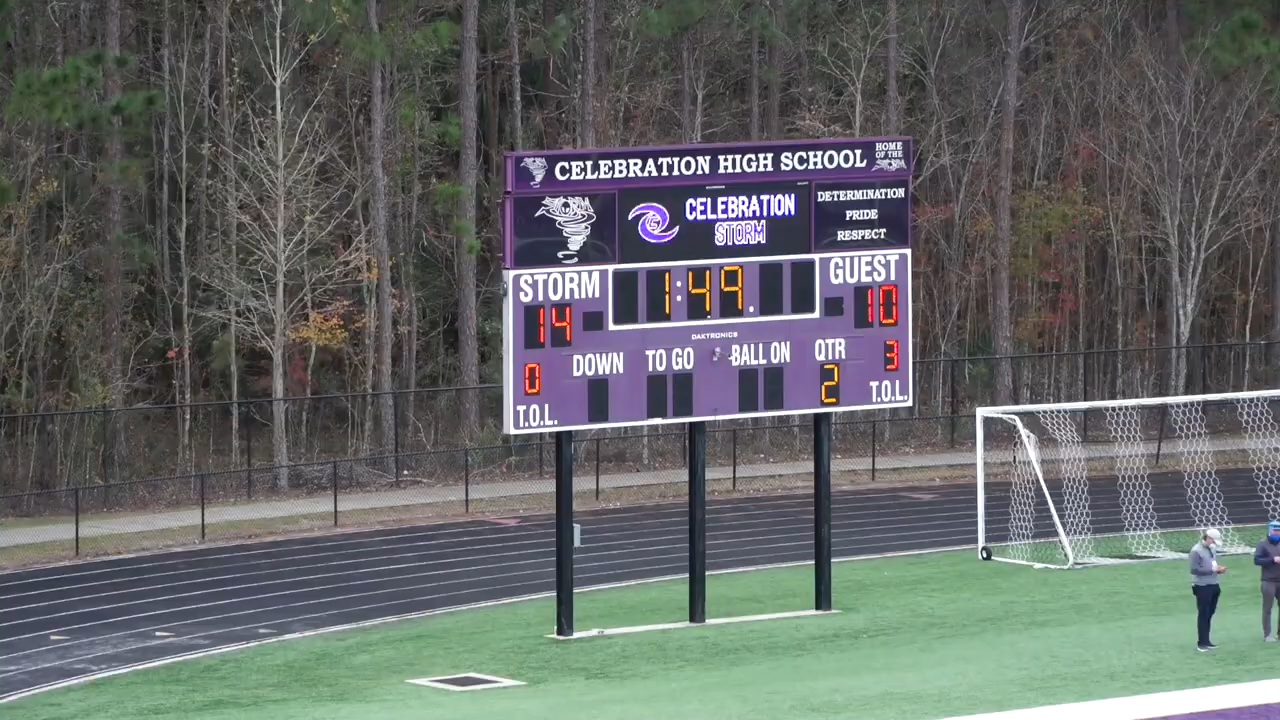 CELEBRATION HIGH SCHOOL
HOME
OF THE
CELEBRATION
STORM
DETERMINATION
PRIDE
RESPECT
STORM
1:49.
GUEST
14
10
DAKTRONICS
DOWN
TO GO
BALL ON
QTR
0
2
3
T.O.L.
T.O.L.